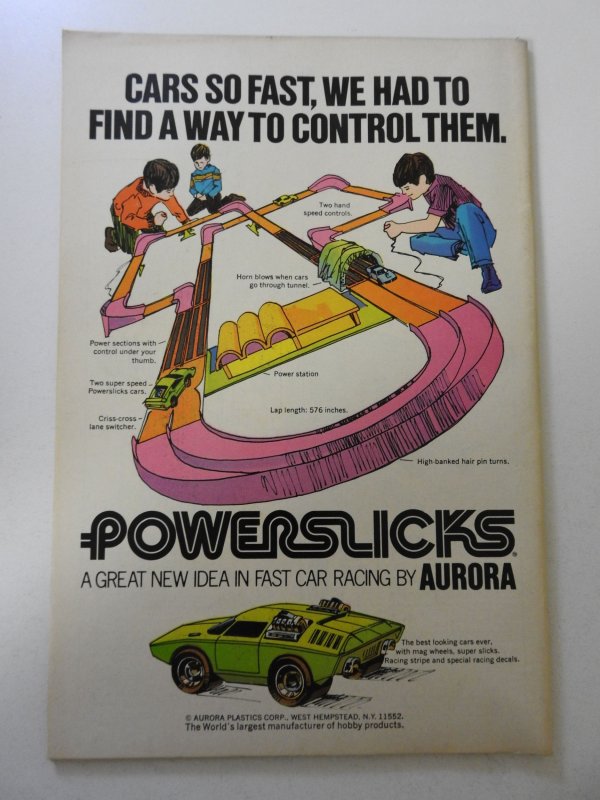 CARS SO FAST, WE HAD TO
FIND A WAY TO CONTROL THEM.
Two hand
speed controls.
Horn blows when cars
go through tunnel.
Power sections with
control under your
thumb.
Power station
Two super speed
Powerslicks cars.
Lap length: 576 inches.
Criss-cross
lane switcher.
High-banked hair pin turns.
POWERSLICKS
A GREAT NEW IDEA IN FAST CAR RACING BY AURORA
The best looking cars ever,
with mag wheels, super slicks.
Racing stripe and special racing decals.
© AURORA PLASTICS CORP., WEST HEMPSTEAD, N.Y. 11552.
The World's largest manufacturer of hobby products.